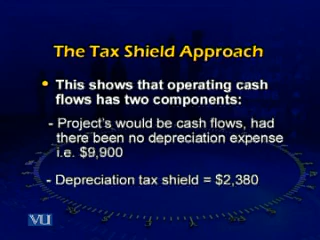 The Tax Shield Approach
• This shows that operating cash
flows has two components:
- Project's would be cash flows, had
there been no depreciation expense
i.e. $9,900
- Depreciation tax shield = $2,380
VU